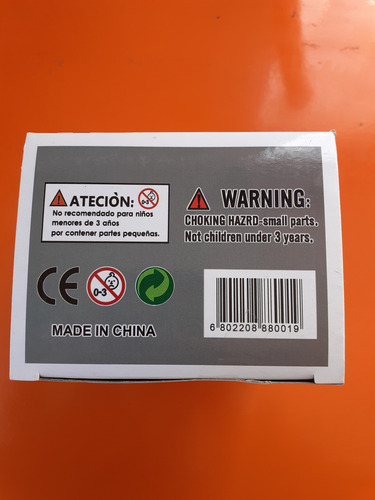 ATECIÒN:
No recomendado para niños
menores de 3 años
por contener partes pequeñas.
WARNING:
CHOKING HAZRD-small parts.
Not children under 3 years.
CE
0-3
MADE IN CHINA
6 802208 880019